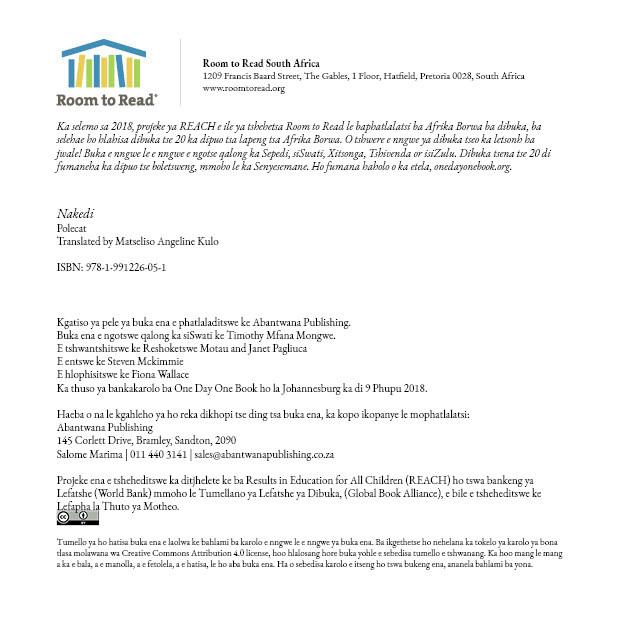 Room to Read®
Room to Read South Africa
1209 Francis Baard Street, The Gables, 1 Floor, Hatfield, Pretoria 0028, South Africa
www.roomtoread.org
Ka selemo sa 2018, projeke ya REACH e ile ya tshehetsa Room to Read le baphatlalatsi ba Afrika Borwa ba dibuka, ba
selehae ho hlahisa dibuka tse 20 ka dipuo tsa lapeng tsa Afrika Borwa. O tshwere e nngwe ya dibuka tseo ka letsonh ha
jwale! Buka e nngwe le e nngwe e ngotse qalong ka Sepedi, siSwati, Xitsonga, Tshivenda or isiZulu. Dibuka tsena tse 20 di
fumaneha ka dipuo tse boletsweng, mmoho le ka Senyesemane. Ho fumana haholo o ka etela, onedayonebook.org.
Nakedi
Polecat
Translated by Matseliso Angeline Kulo
ISBN: 978-1-991226-05-1
Kgatiso ya pele ya buka ena e phatlaladitswe ke Abantwana Publishing.
Buka ena e ngotswe qalong ka siSwati ke Timothy Mfana Mongwe.
E tshwantshitswe ke Reshoketswe Motau and Janet Pagliuca
E entswe ke Steven Mckimmie
E hlophisitswe ke Fiona Wallace
Ka thuso ya bankakarolo ba One Day One Book ho la Johannesburg ka di 9 Phupu 2018.
Haeba o na le kgahleho ya ho reka dikhopi tse ding tsa buka ena, ka kopo ikopanye le mophatlalatsi:
Abantwana Publishing
145 Corlett Drive, Bramley, Sandton, 2090
Salome Marima | 011 440 3141 | sales@abantwanapublishing.co.za
Projeke ena e tsheheditswe ka ditjhelete ke ba Results in Education for All Children (REACH) ho tswa bankeng ya
Lefatshe (World Bank) mmoho le Tumellano ya Lefatshe ya Dibuka, (Global Book Alliance), e bile e tsheheditswe ke
Lefapha la Thuto ya Motheo.
cc BY
Tumello ya ho hatisa buka ena e laolwa ke bahlami ba karolo e nngwe le e nngwe ya buka ena. Ba ikgethetse ho nehelana ka tokelo ya karolo ya bona
tlasa molawana wa Creative Commons Attribution 4.0 license, hoo hlalosang hore buka yohle e sebedisa tumello e tshwanang. Ka hoo mang le mang
a ka e bala, a e manolla, a e fetolela, a e hatisa, le ho aba buka ena. Ha o sebedisa karolo e itseng ho tswa bukeng ena, ananela bahlami ba yona.